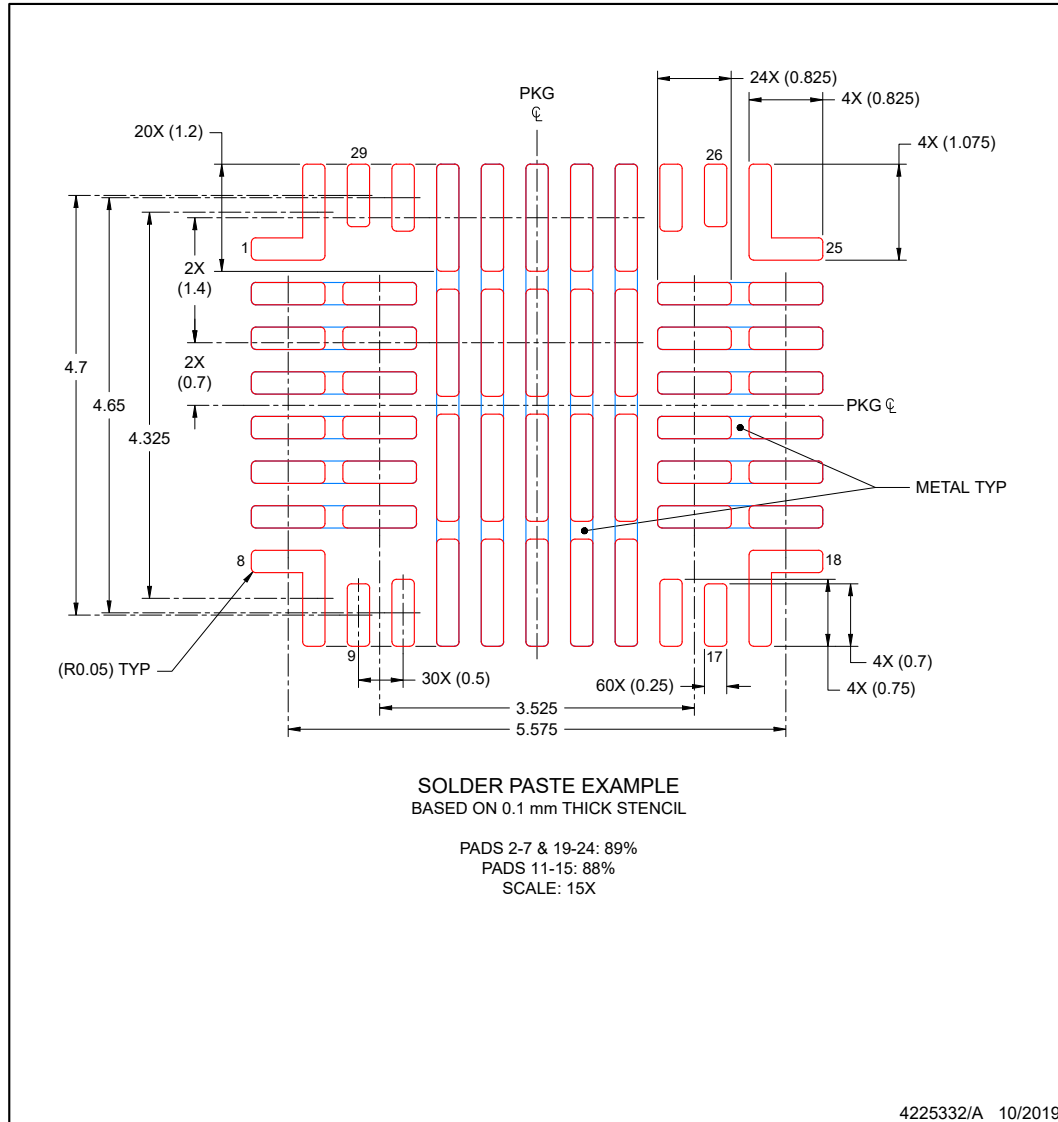 PKG
℄
24X (0.825)
4X (0.825)
20X (1.2)
29
26
4X (1.075)
1
25
2X
(1.4)
4.7
2X
(0.7)
4.65
PKG ℄
4.325
METAL TYP
8
18
9
17
(R0.05) TYP
30X (0.5)
60X (0.25)
4X (0.7)
4X (0.75)
3.525
5.575
SOLDER PASTE EXAMPLE
BASED ON 0.1 mm THICK STENCIL
PADS 2-7 & 19-24: 89%
PADS 11-15: 88%
SCALE: 15X
4225332/A 10/2019